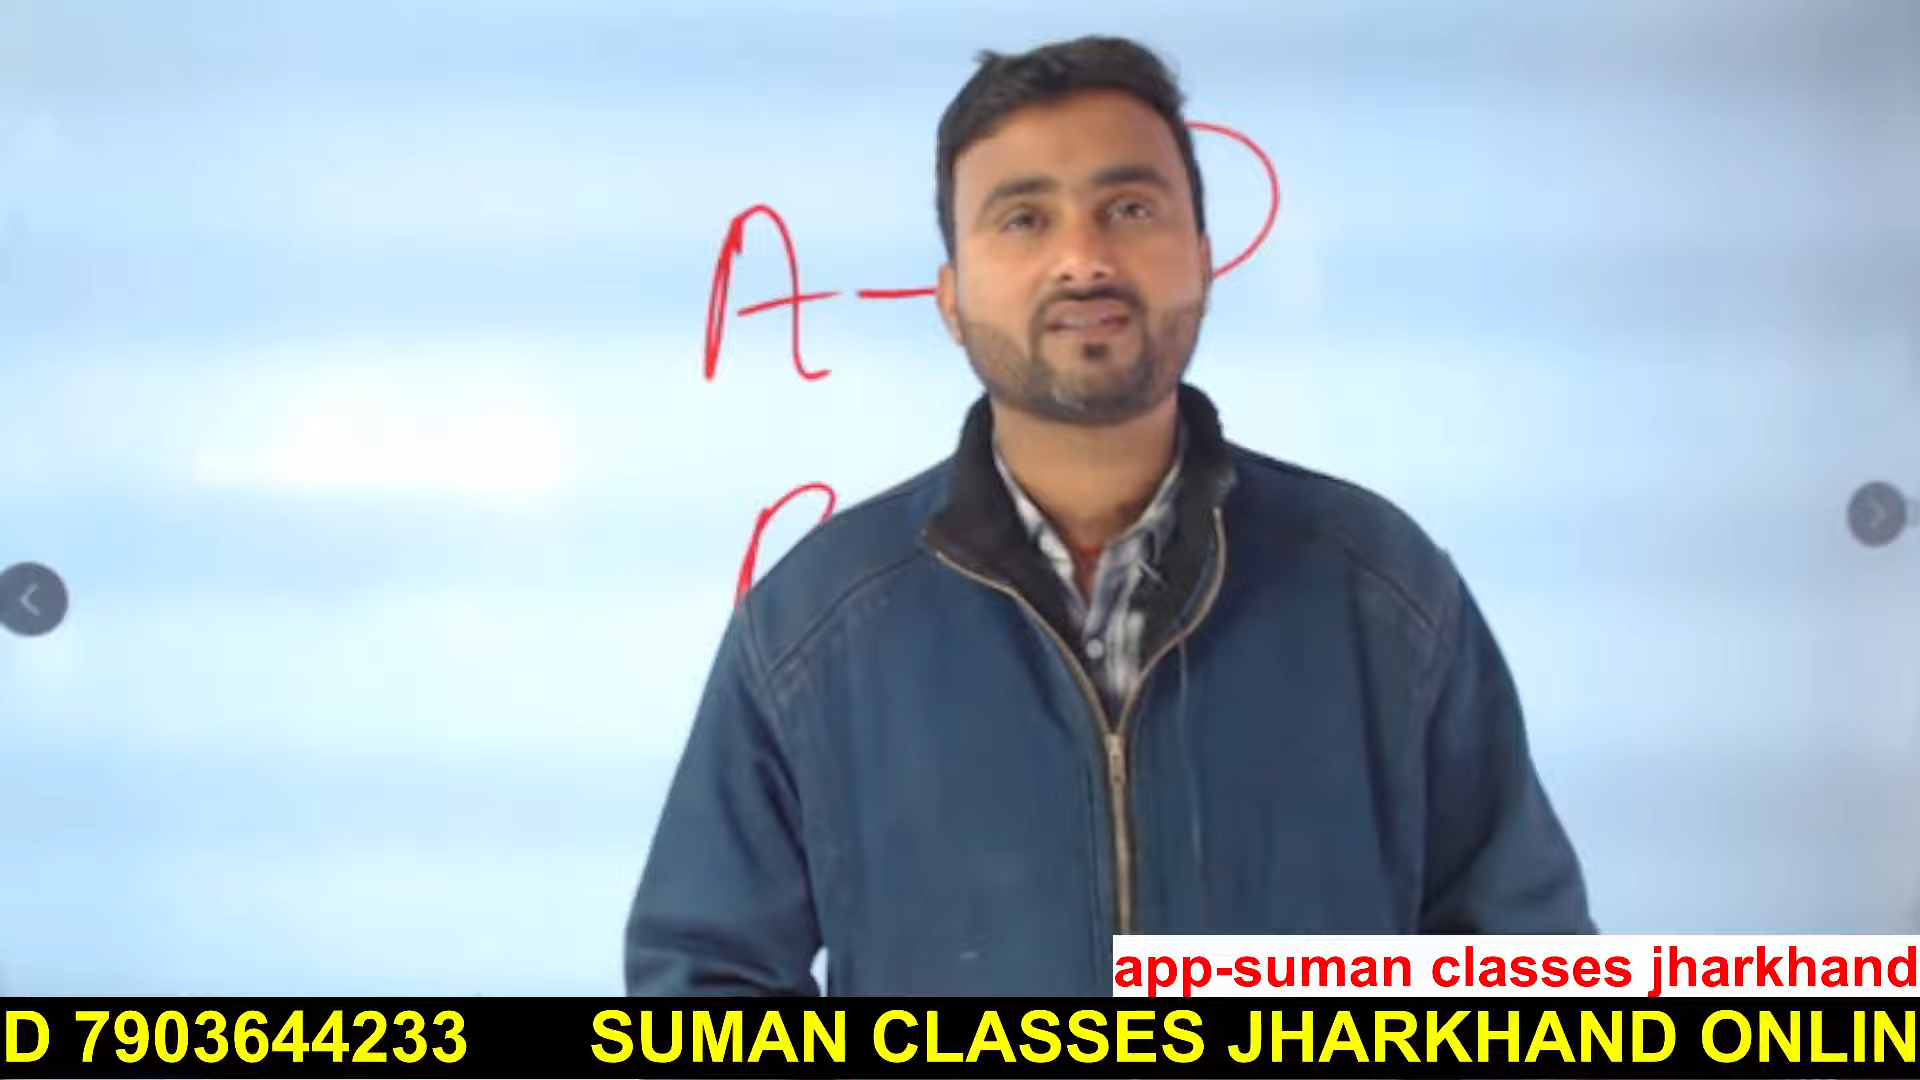 A-
app-suman classes jharkhand
D 7903644233 SUMAN CLASSES JHARKHAND ONLIN